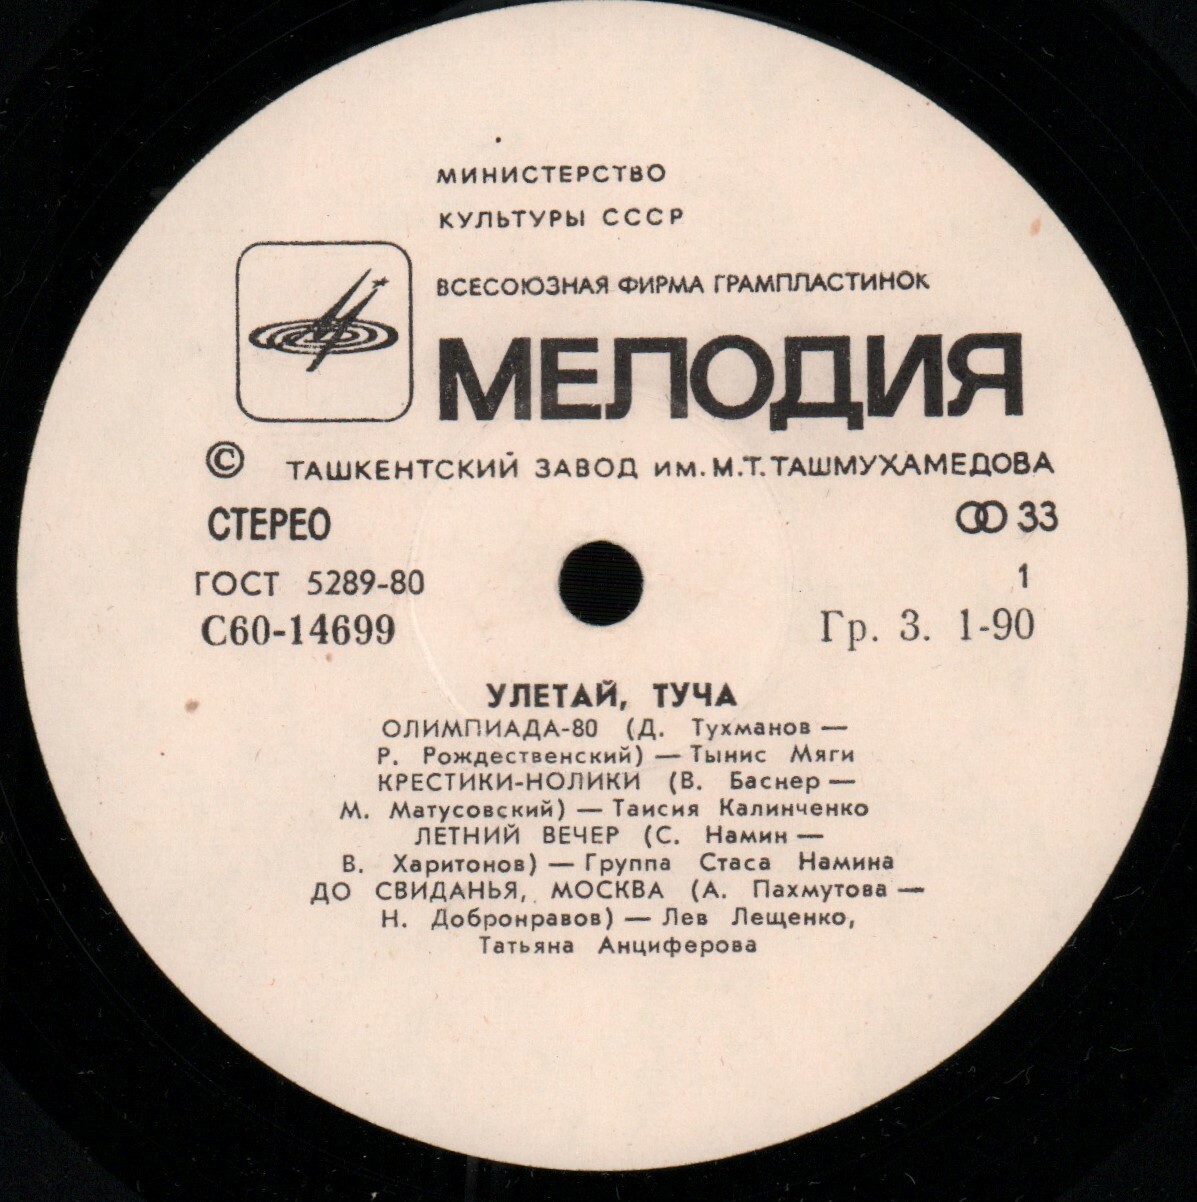 МИНИСТЕРСТВО
КУЛЬТУРЫ СССР
ВСЕСОЮЗНАЯ ФИРМА ГРАМПЛАСТИНОК
МЕЛОДИЯ
© ТАШКЕНТСКИЙ ЗАВОД ИМ. М.Т. ТАШМУХАМЕДОВА
СТЕРЕО 33
ГОСТ 5289-80 1
С60-14699 Гр. 3. 1-90
УЛЕТАЙ, ТУЧА
ОЛИМПИАДА-80 (Д. Тухманов —
Р. Рождественский) — Тынис Мяги
КРЕСТИКИ-НОЛИКИ (В. Баснер —
М. Матусовский) — Таисия Калинченко
ЛЕТНИЙ ВЕЧЕР (С. Намин —
В. Харитонов) — Группа Стаса Намина
ДО СВИДАНЬЯ, МОСКВА (А. Пахмутова —
Н. Добронравов) — Лев Лещенко,
Татьяна Анциферова